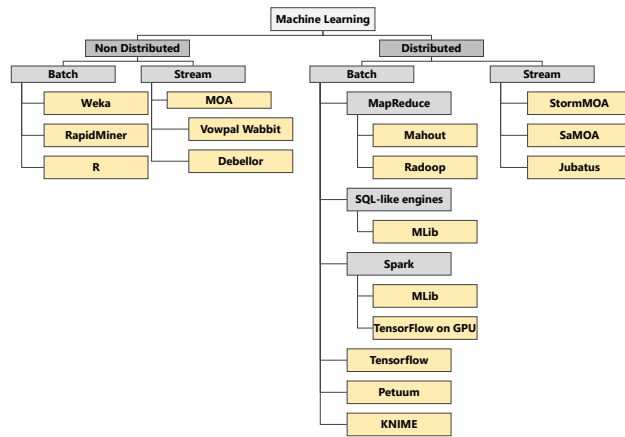 Machine Learning
Non Distributed
Distributed
Batch
Stream
Batch
Stream
Weka
MOA
MapReduce
StormMOA
RapidMiner
Vowpal Wabbit
Mahout
SaMOA
R
Debellor
Radoop
Jubatus
SQL-like engines
MLib
Spark
MLib
TensorFlow on GPU
Tensorflow
Petuum
KNIME